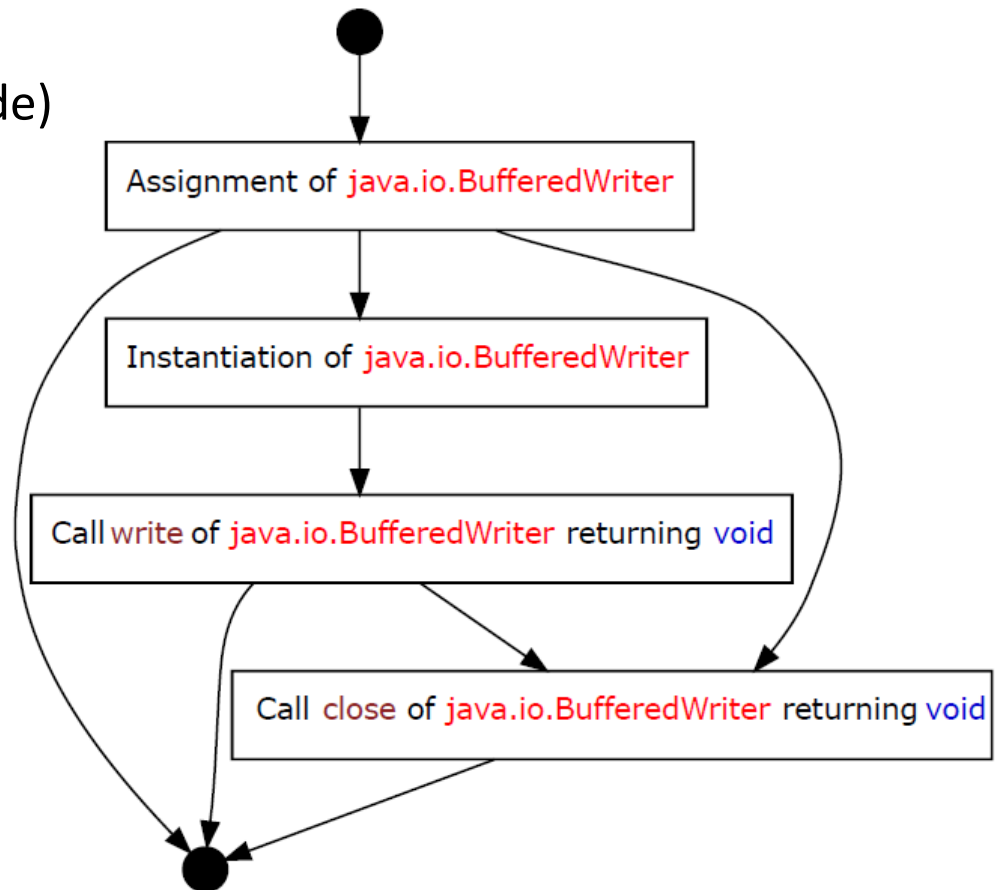 de)
Assignment of java.io.BufferedWriter
Instantiation of java.io.BufferedWriter
Call write of java.io.BufferedWriter returning void
Call close of java.io.BufferedWriter returning void